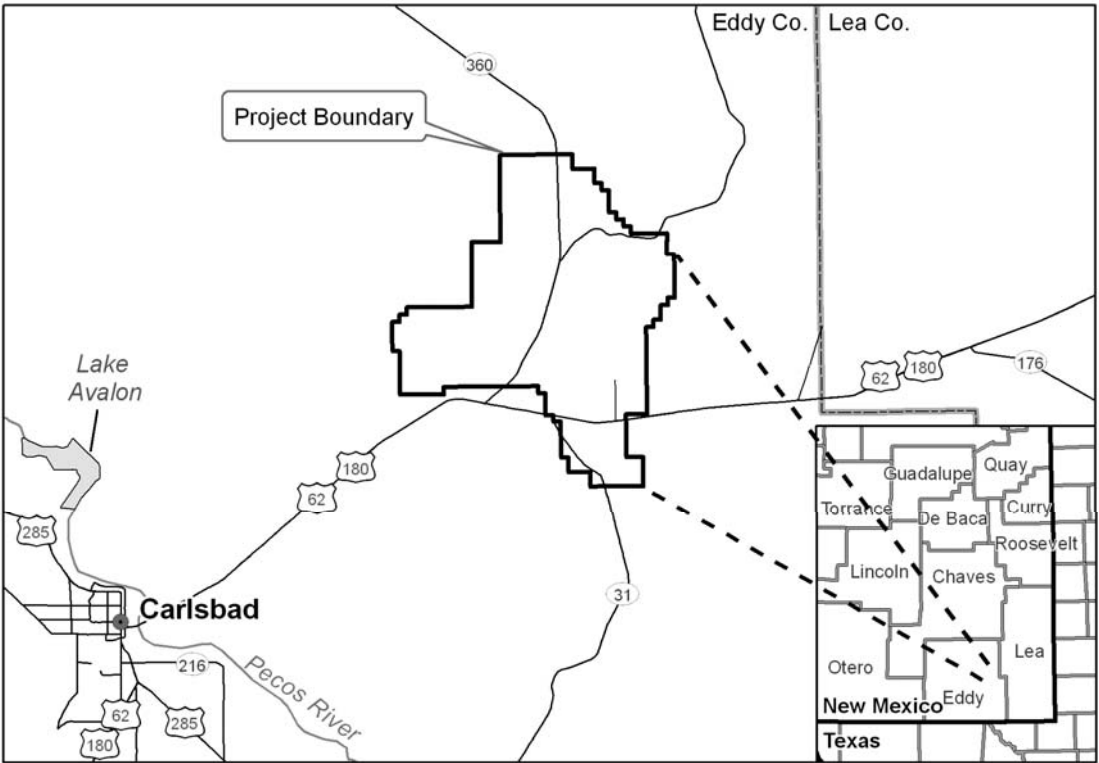 Eddy Co.
Lea Co.
360
Project Boundary
Lake
Avalon
62
180
176
180
62
285
Carlsbad
31
216
Pecos River
62
285
180
Guadalupe
Quay
Torrance
De Baca
Curry
Roosevelt
Lincoln
Chaves
Otero
Lea
Eddy
New Mexico
Texas